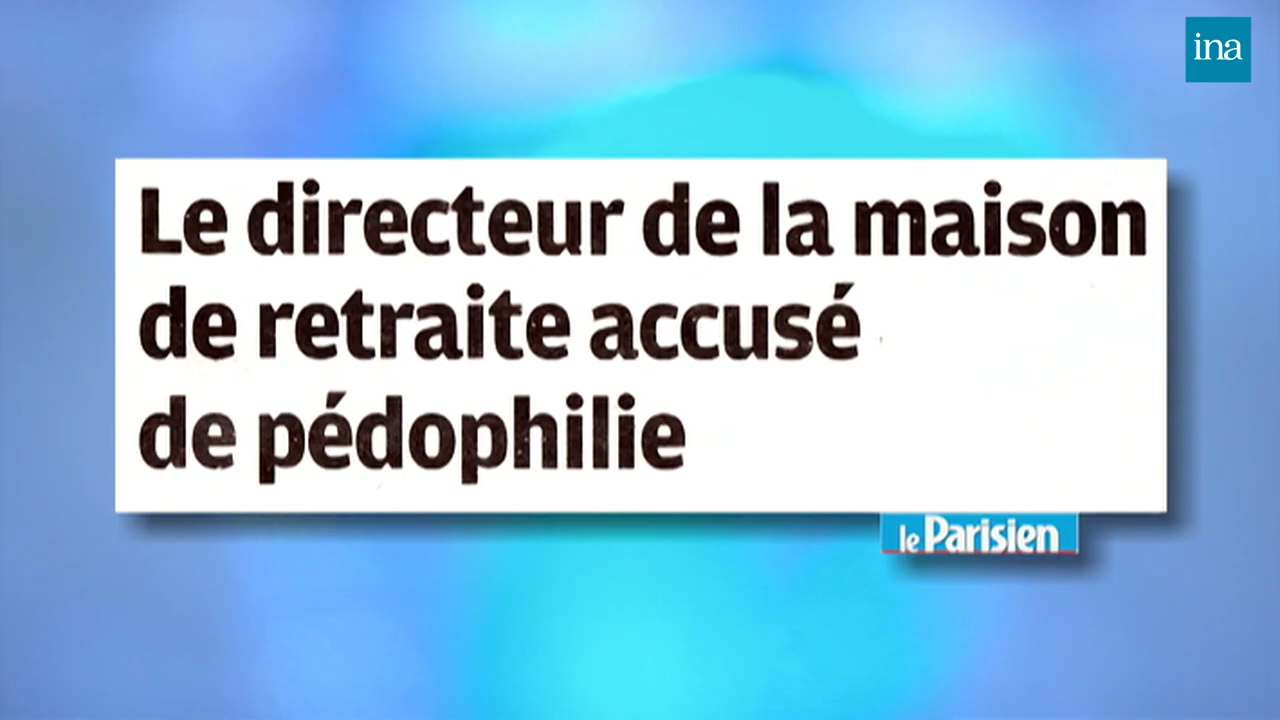 ina
Le directeur de la maison
de retraite accusé
de pédophilie
le Parisien